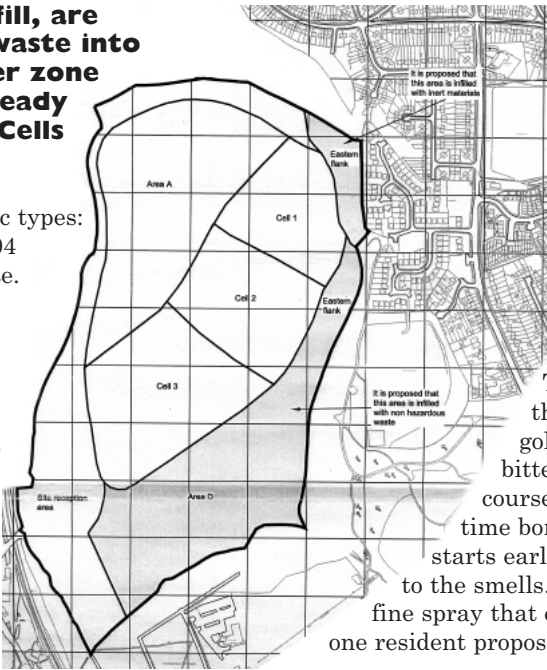 fill, are
waste into
er zone
eady
Cells
c types:
04
e.
It is proposed that
this area is infilled
with inert materials
Eastern
flank
Area A
Cell 1
Cell 2
Eastern
flank
Cell 3
It is proposed that
this area is infilled
with non hazardous
waste
Site reception
area
Area D
T
th
gol
bitte
course
time bor
starts earl
to the smells.
fine spray that
one resident propos